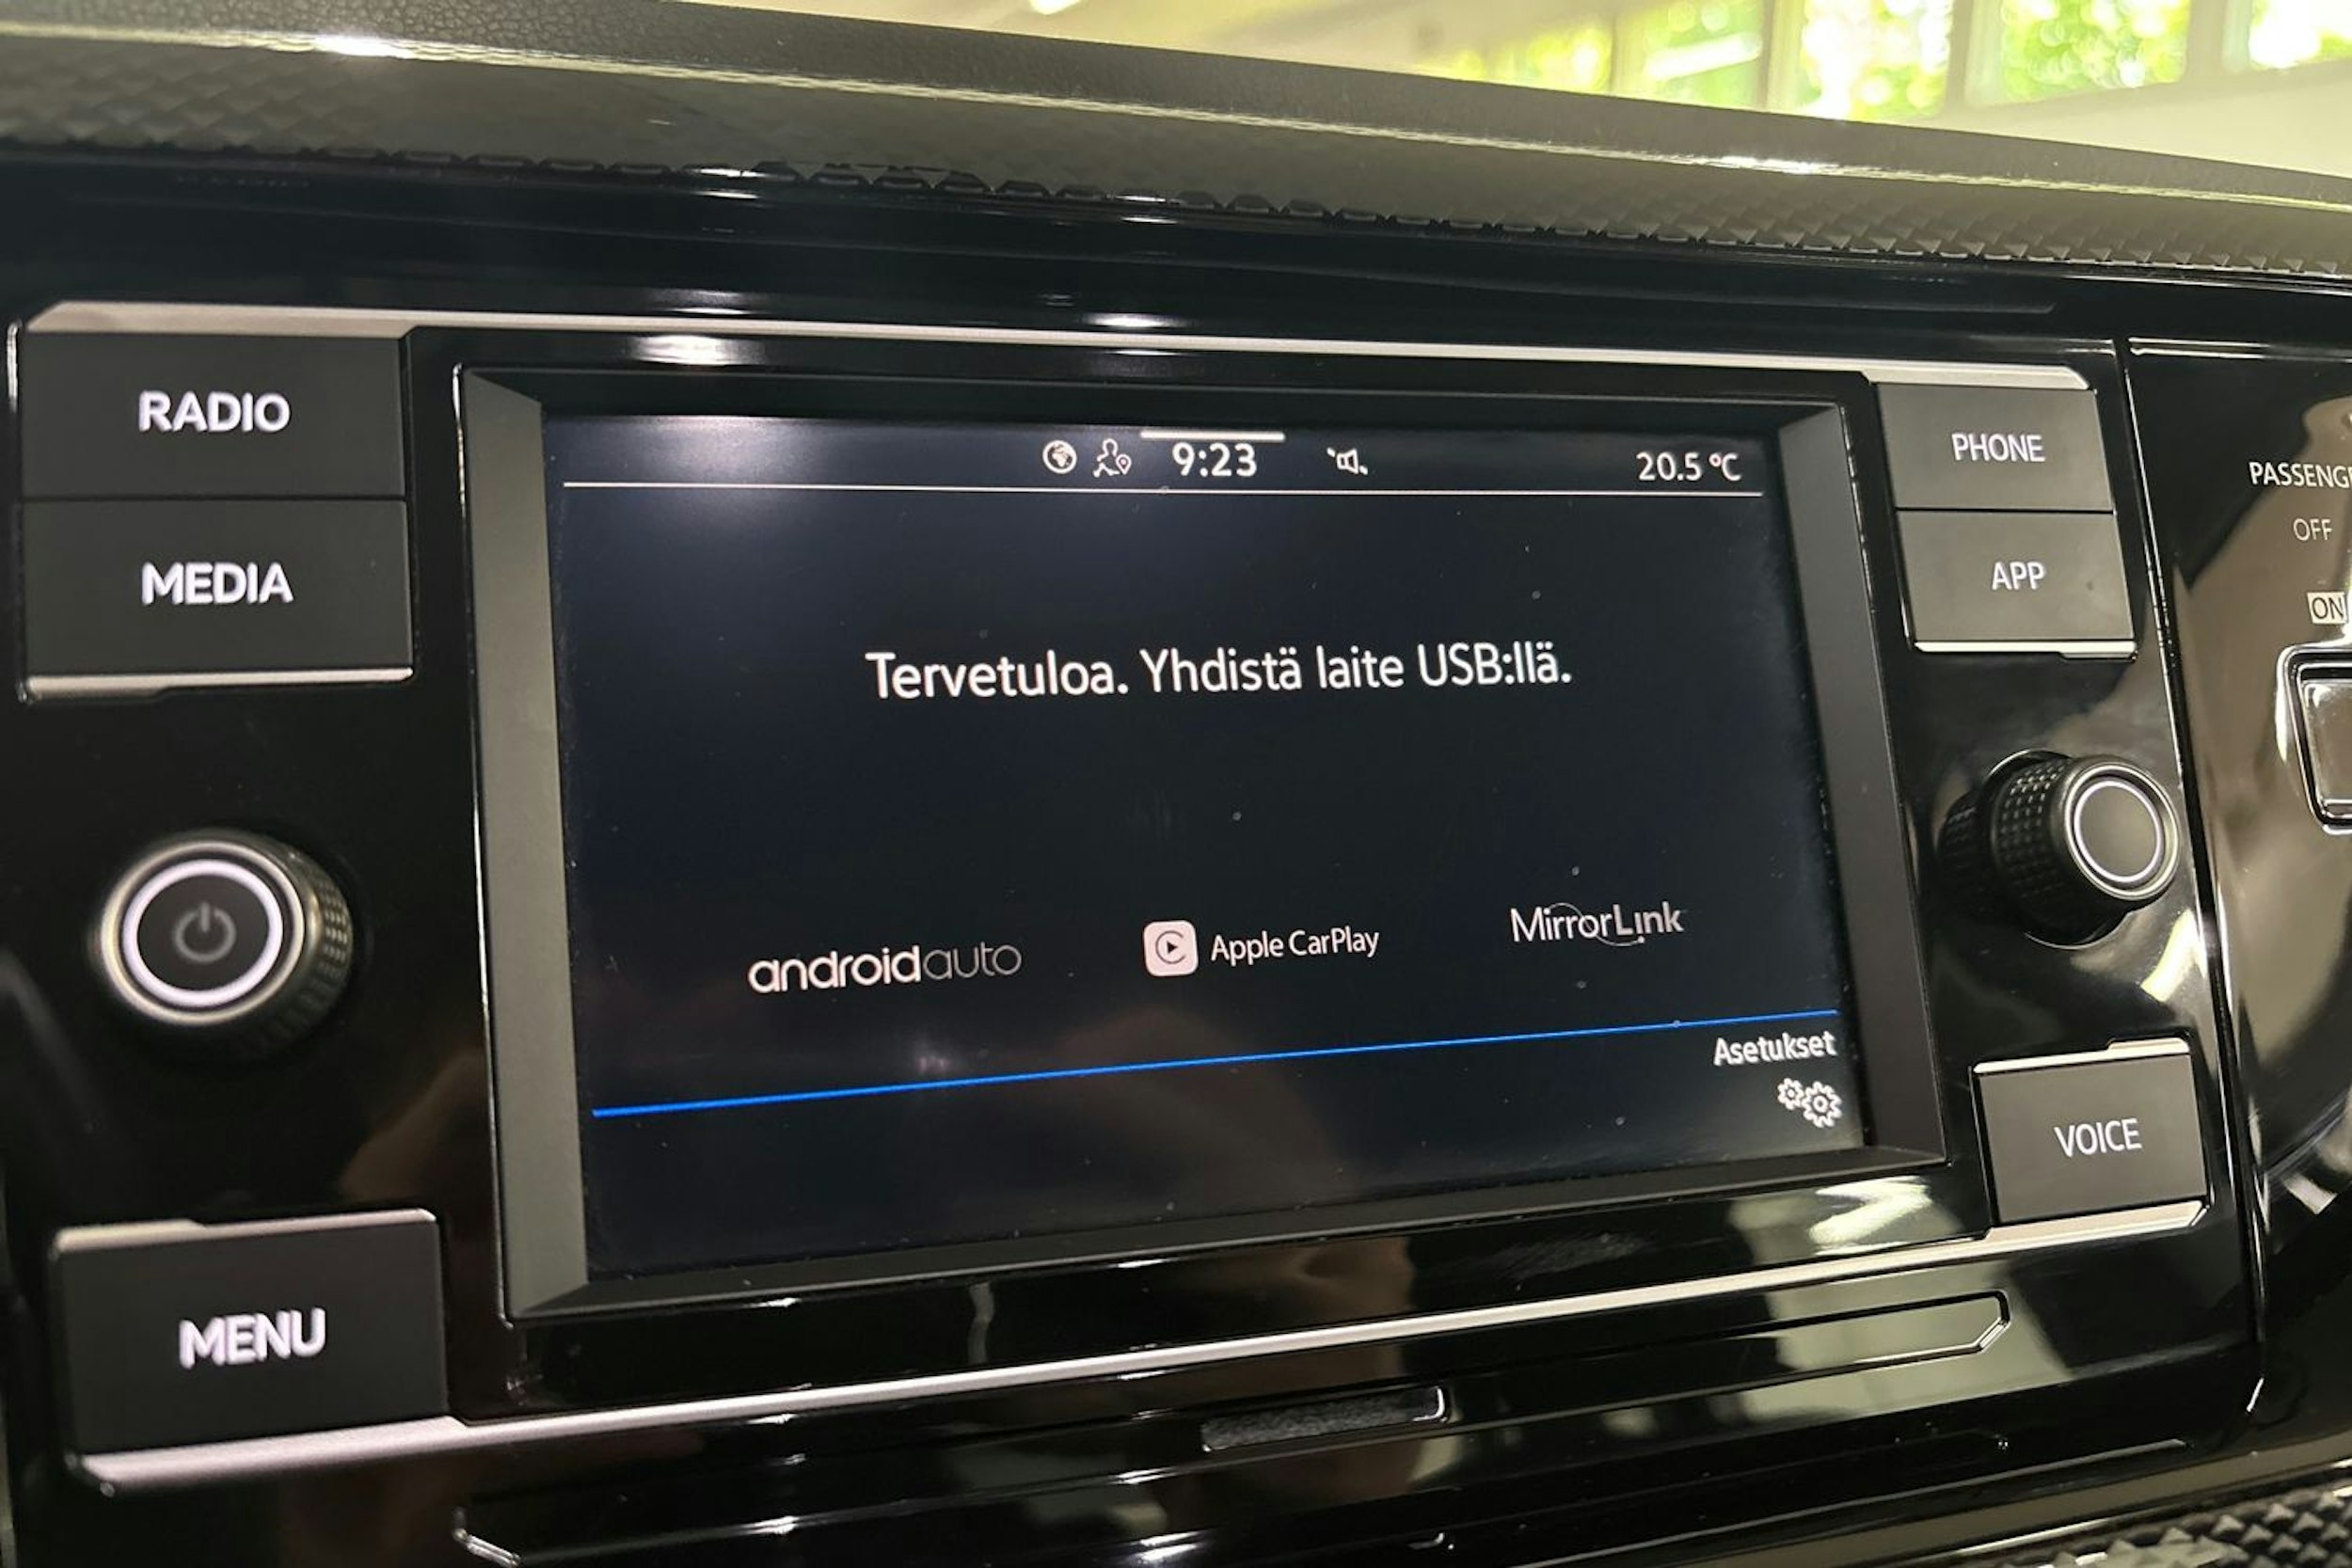 RADIO
MEDIA
MENU
9:23
20.5 °C
Tervetuloa. Yhdistä laite USB:llä.
androidauto
Apple CarPlay
MirrorLink
Asetukset
PHONE
APP
VOICE
OFF
ON